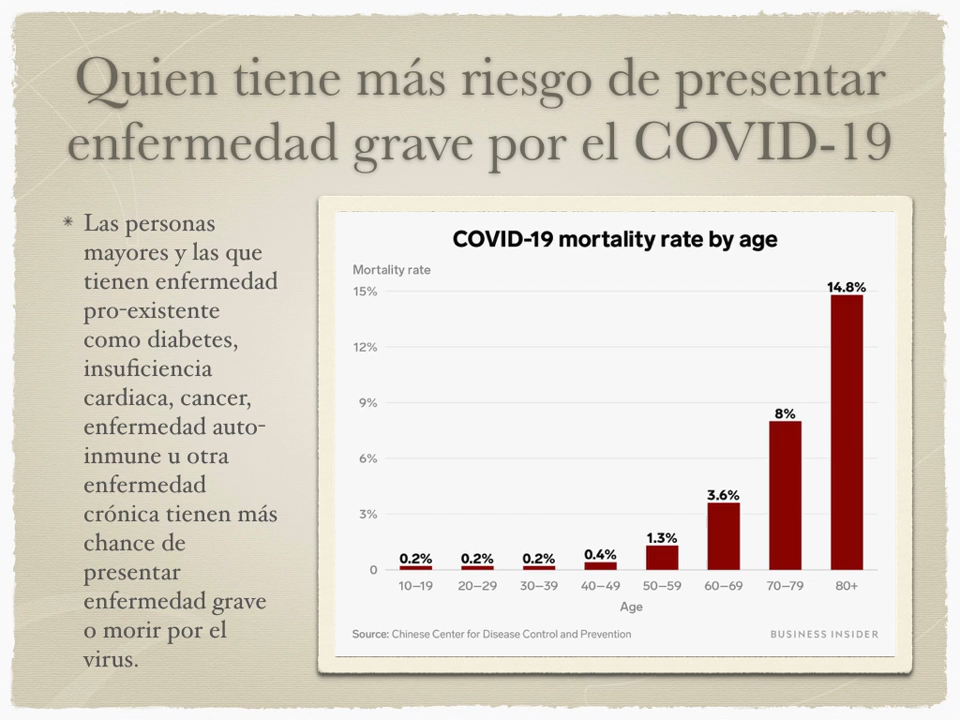 Quien tiene más riesgo de presentar
enfermedad grave por el COVID-19
* Las personas
mayores y las que
tienen enfermedad
pro-existente
como diabetes,
insuficiencia
cardiaca, cancer,
enfermedad auto-
inmune u otra
enfermedad
crónica tienen más
chance de
presentar
enfermedad grave
o morir por el
virus.
COVID-19 mortality rate by age
Mortality rate
15%
12%
9%
6%
3%
0
0.2%
0.2%
0.2%
0.4%
1.3%
3.6%
8%
14.8%
10–19 20–29 30–39 40–49 50–59 60–69 70–79 80+
Age
Source: Chinese Center for Disease Control and Prevention
BUSINESS INSIDER